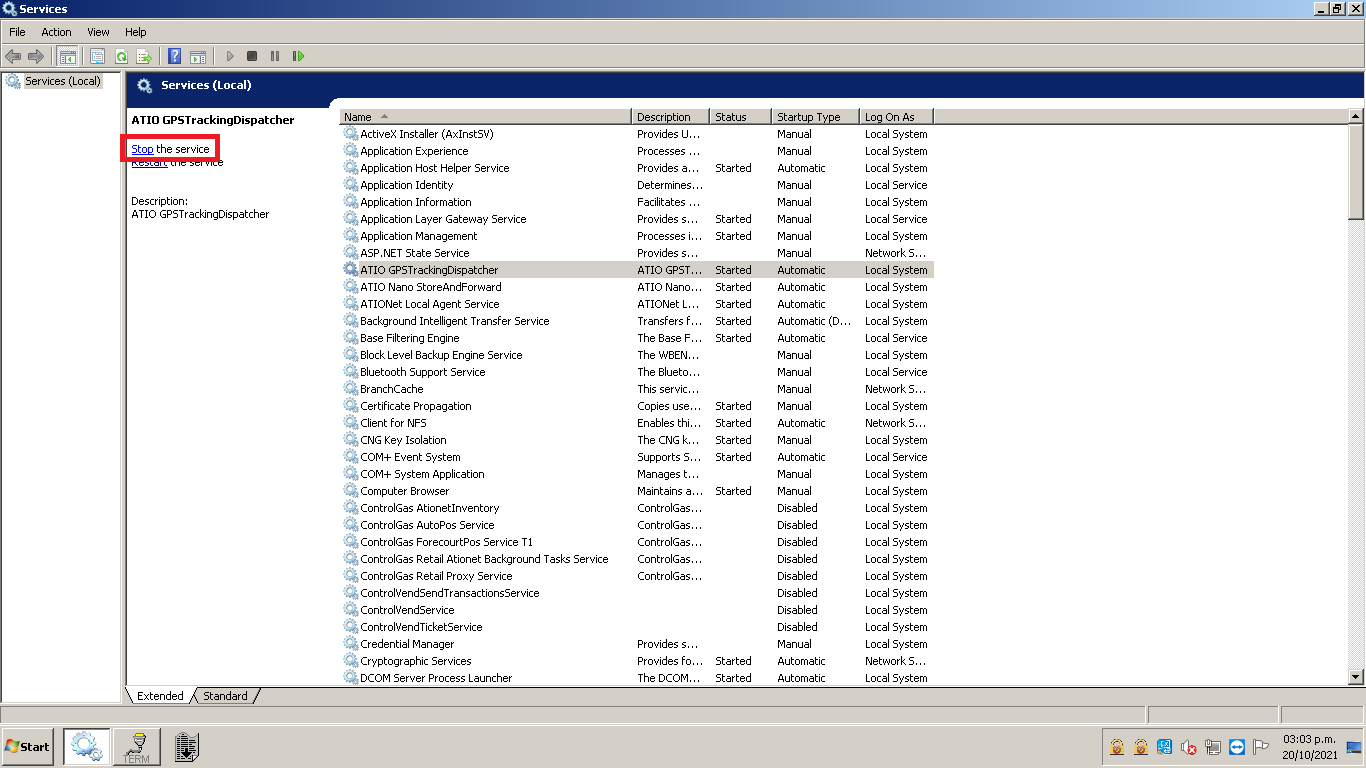 Services
File Action View Help
Services (Local)
Services (Local)
ATIO GPSTrackingDispatcher
Stop the service
Restart the service
Description:
ATIO GPSTrackingDispatcher
Name Description Status Startup Type Log On As
ActiveX Installer (AxInstSV) Provides U... Manual Local System
Application Experience Processes ... Manual Local System
Application Host Helper Service Provides a... Started Automatic Local System
Application Identity Determines... Manual Local Service
Application Information Facilitates ... Manual Local System
Application Layer Gateway Service Provides s... Started Manual Local Service
Application Management Processes i... Started Manual Local System
ASP.NET State Service Provides s... Manual Network S...
ATIO GPSTrackingDispatcher ATIO GPST... Started Automatic Local System
ATIO Nano StoreAndForward ATIO Nano... Started Automatic Local System
ATIONet Local Agent Service ATIONet L... Started Automatic Local System
Background Intelligent Transfer Service Transfers f... Started Automatic (D... Local System
Base Filtering Engine The Base F... Started Automatic Local Service
Block Level Backup Engine Service The WBEN... Manual Local System
Bluetooth Support Service The Blueto... Manual Local Service
BranchCache This servic... Manual Network S...
Certificate Propagation Copies use... Started Manual Local System
Client for NFS Enables thi... Started Automatic Network S...
CNG Key Isolation The CNG k... Started Manual Local System
COM+ Event System Supports S... Started Automatic Local Service
COM+ System Application Manages t... Manual Local System
Computer Browser Maintains a... Started Manual Local System
ControlGas AtionetInventory ControlGas... Disabled Local System
ControlGas AutoPos Service ControlGas... Disabled Local System
ControlGas ForecourtPos Service T1 ControlGas... Disabled Local System
ControlGas Retail Ationet Background Tasks Service ControlGas... Disabled Local System
ControlGas Retail Proxy Service ControlGas... Disabled Local System
ControlVendSendTransactionsService Disabled Local System
ControlVendService Disabled Local System
ControlVendTicketService Disabled Local System
Credential Manager Provides s... Manual Local System
Cryptographic Services Provides fo... Started Automatic Network S...
DCOM Server Process Launcher The DCOM... Started Automatic Local System
Extended Standard
Start TERM 03:03 p.m.
20/10/2021